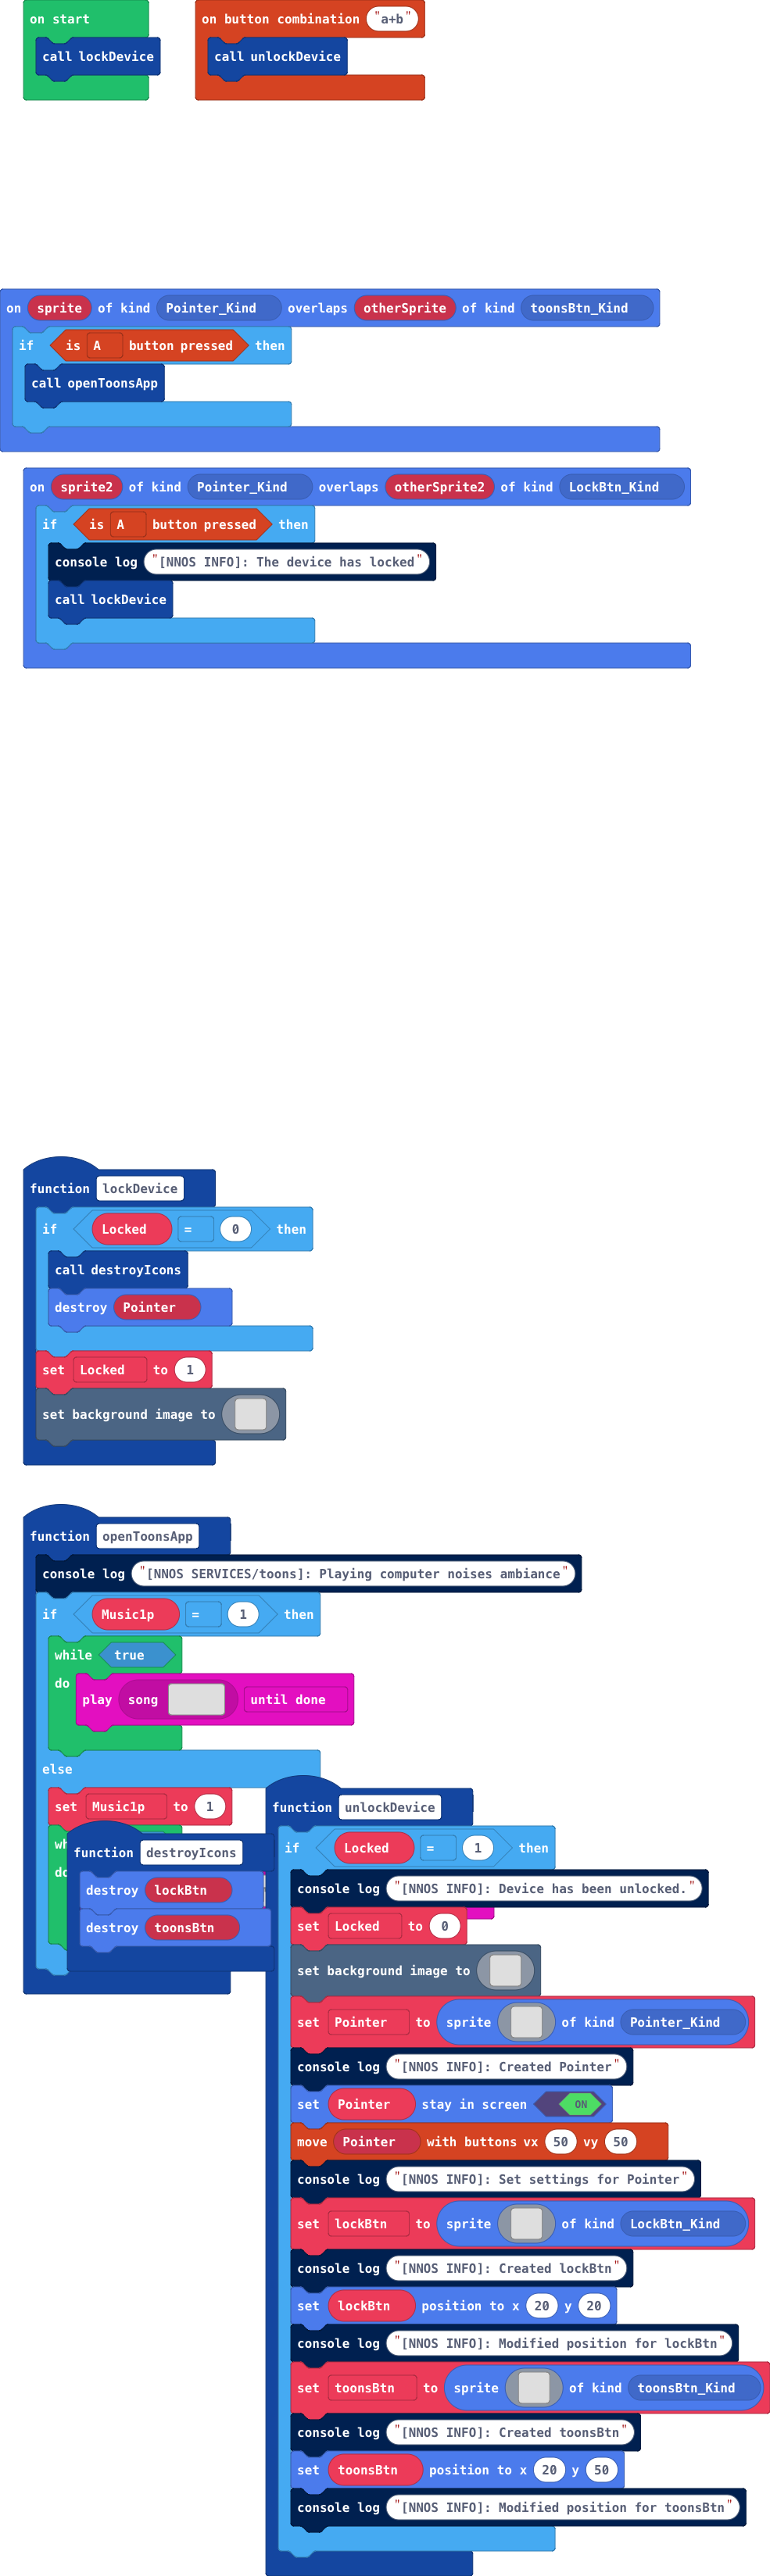 on start
call lockDevice
on button combination "a+b"
call unlockDevice
on sprite of kind Pointer_Kind overlaps otherSprite of kind toonsBtn_Kind
if is A button pressed then
call openToonsApp
on sprite2 of kind Pointer_Kind overlaps otherSprite2 of kind LockBtn_Kind
if is A button pressed then
console log "[NNOS INFO]: The device has locked"
call lockDevice
function lockDevice
if Locked = 0 then
call destroyIcons
destroy Pointer
set Locked to 1
set background image to
function openToonsApp
console log "[NNOS SERVICES/toons]: Playing computer noises ambiance"
if Music1p = 1 then
while true
do play song until done
else
set Music1p to 1
function destroyIcons
destroy lockBtn
destroy toonsBtn
function unlockDevice
if Locked = 1 then
console log "[NNOS INFO]: Device has been unlocked."
set Locked to 0
set background image to
set Pointer to sprite of kind Pointer_Kind
console log "[NNOS INFO]: Created Pointer"
set Pointer stay in screen ON
move Pointer with buttons vx 50 vy 50
console log "[NNOS INFO]: Set settings for Pointer"
set lockBtn to sprite of kind LockBtn_Kind
console log "[NNOS INFO]: Created lockBtn"
set lockBtn position to x 20 y 20
console log "[NNOS INFO]: Modified position for lockBtn"
set toonsBtn to sprite of kind toonsBtn_Kind
console log "[NNOS INFO]: Created toonsBtn"
set toonsBtn position to x 20 y 50
console log "[NNOS INFO]: Modified position for toonsBtn"